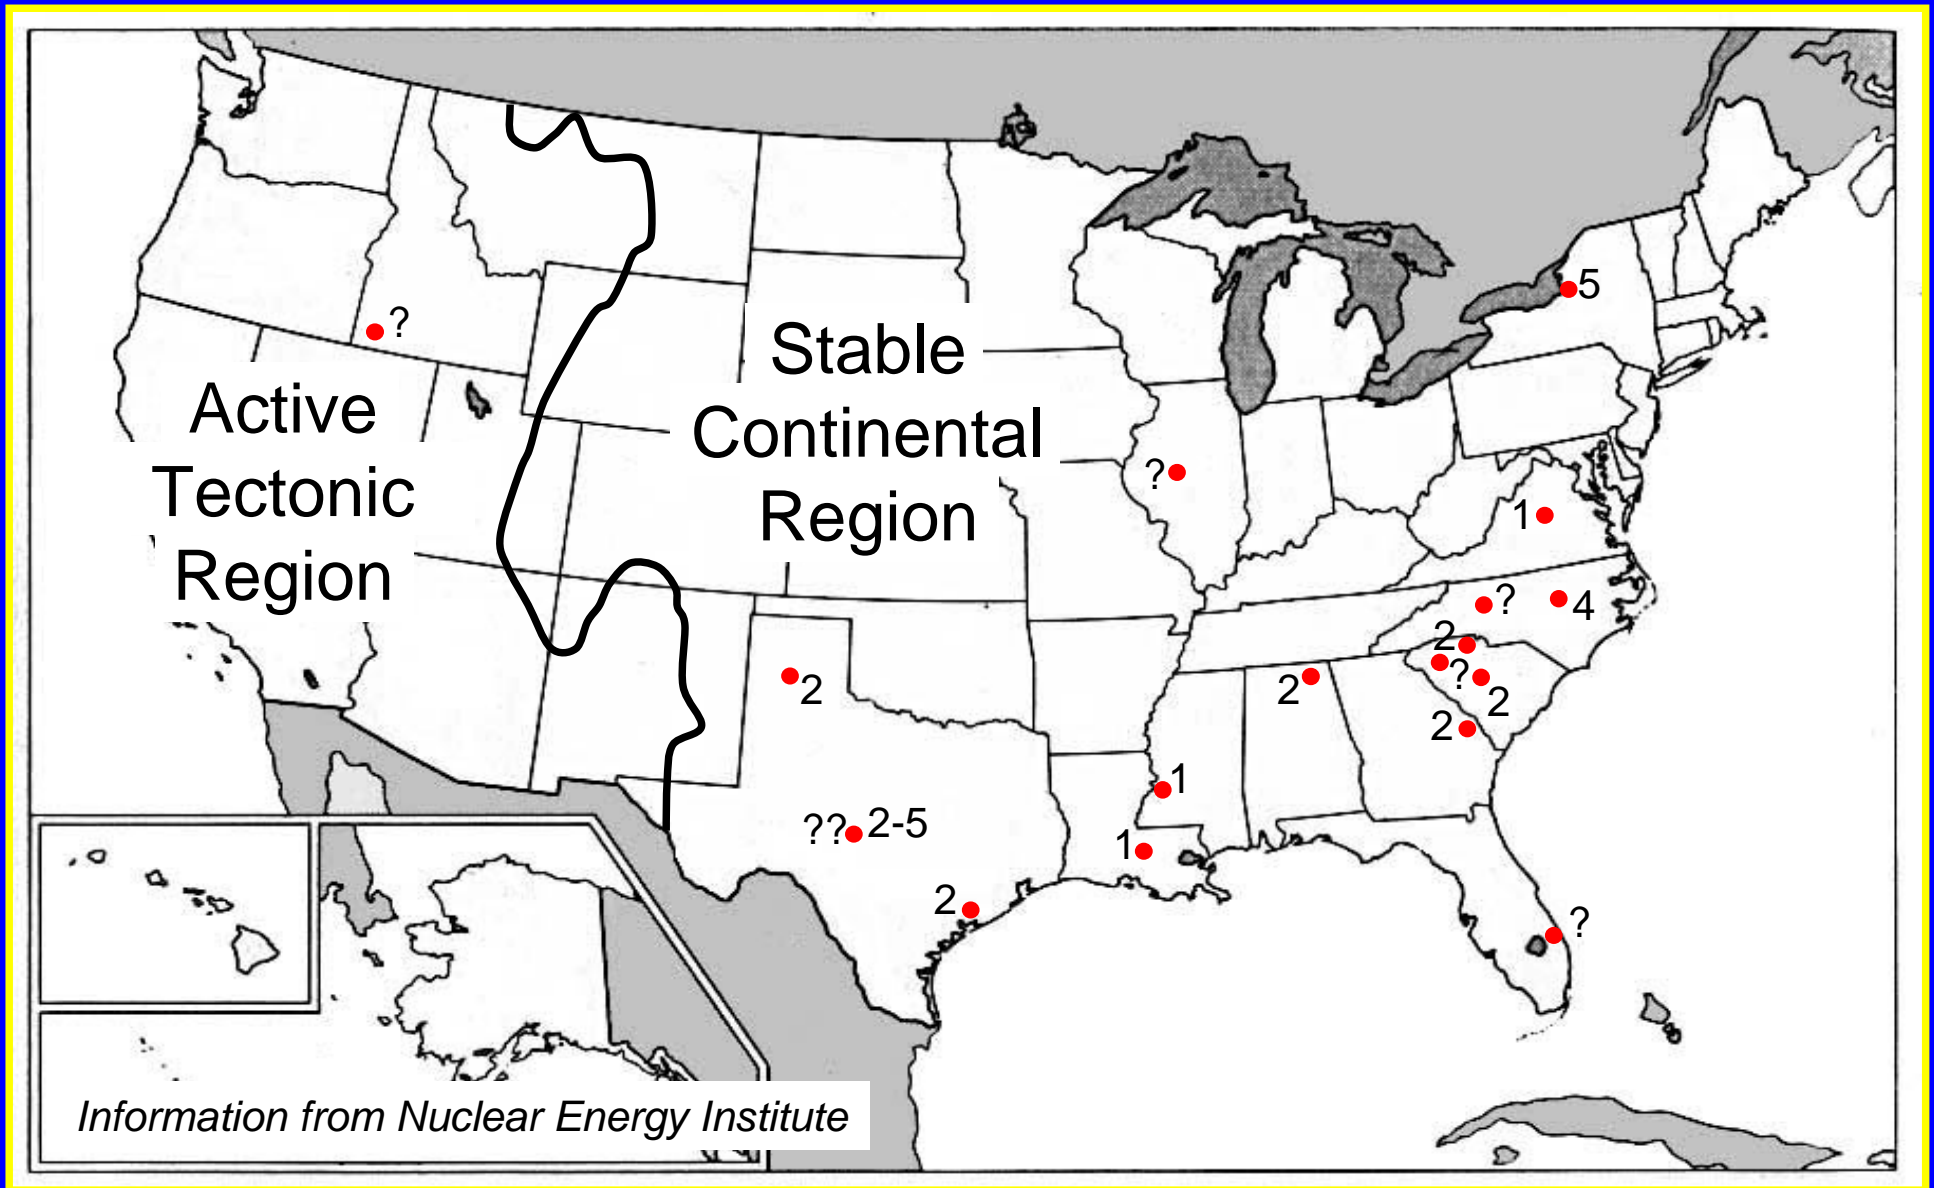 5
?
Stable
Continental
Region
Active
Tectonic
Region
?
1
?
4
2
?
2
2
2
2
1
??
2-5
1
2
?
Information from Nuclear Energy Institute